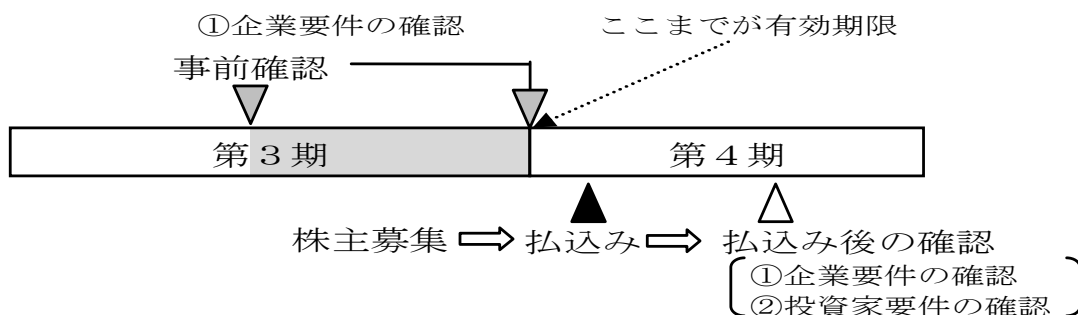 ①企業要件の確認
ここまでが有効期限
事前確認
第3期
第4期
株主募集 ⇨ 払込み ⇨ 払込み後の確認
①企業要件の確認
②投資家要件の確認